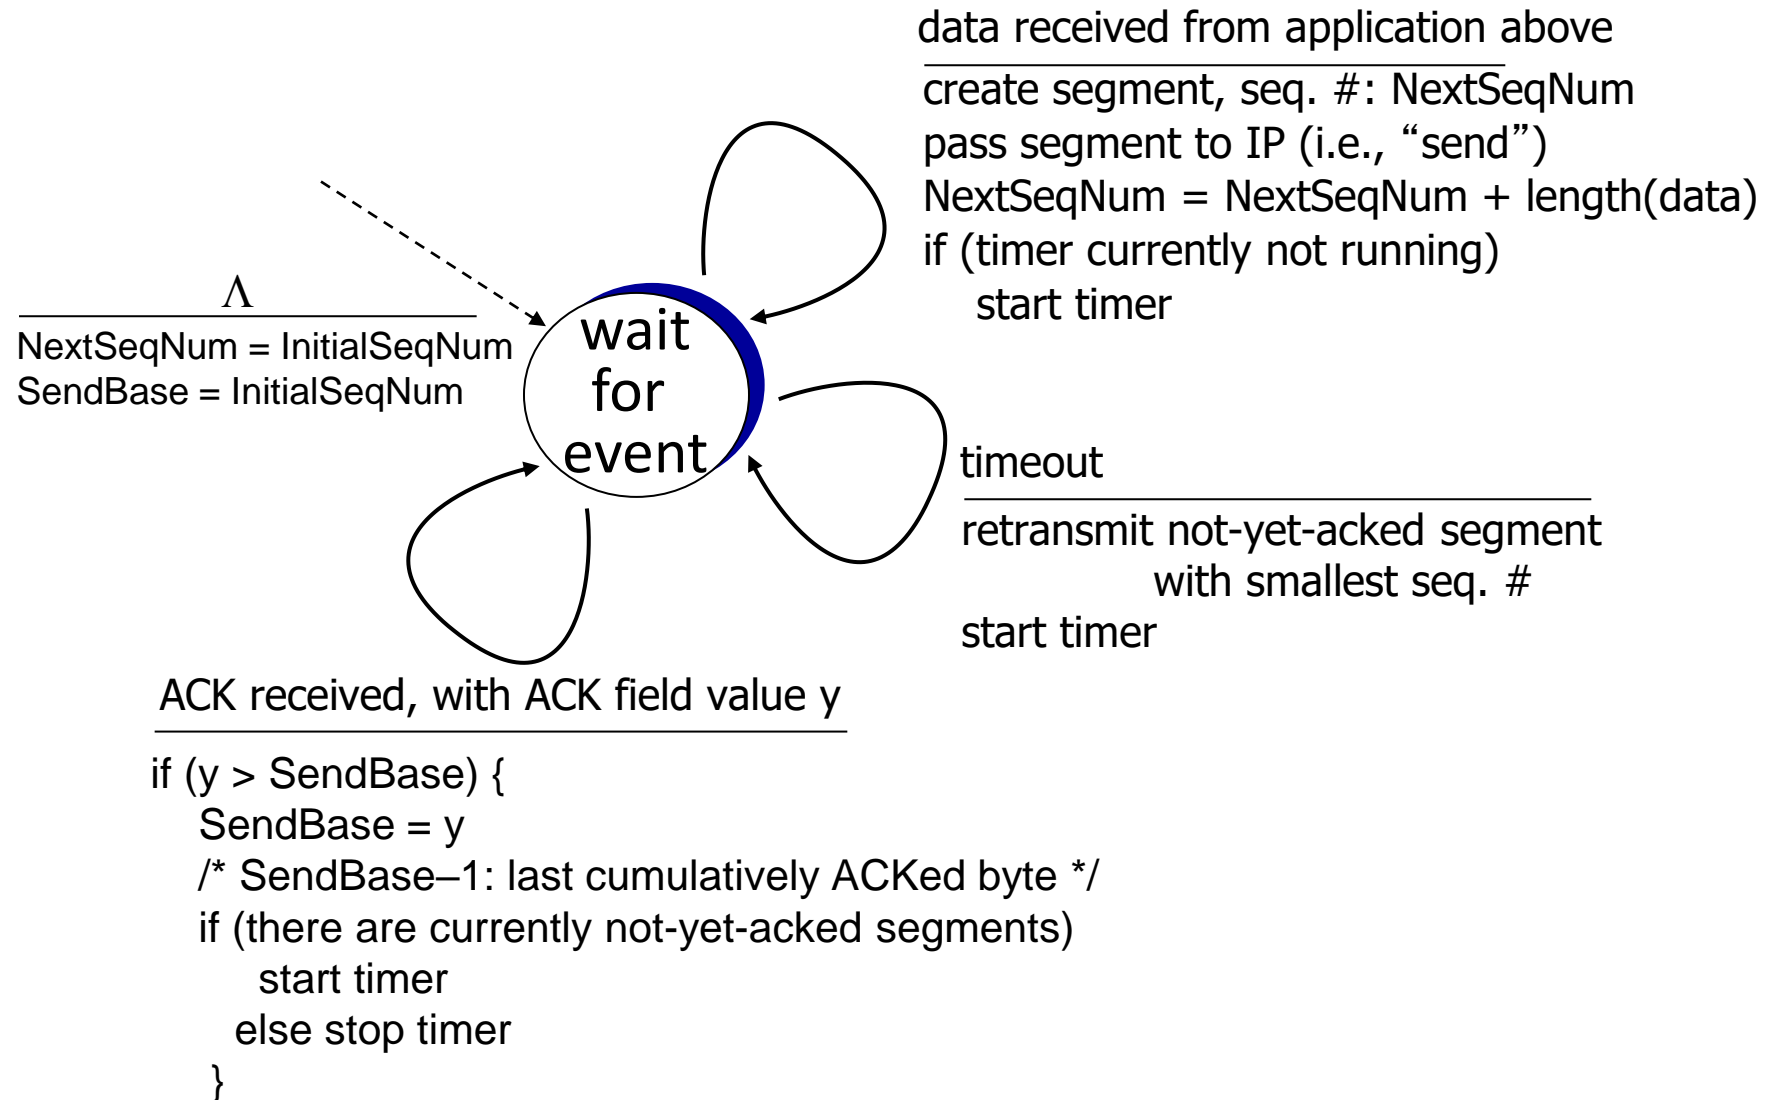 data received from application above
create segment, seq. #: NextSeqNum
pass segment to IP (i.e., “send”)
NextSeqNum = NextSeqNum + length(data)
if (timer currently not running)
start timer
Λ
NextSeqNum = InitialSeqNum
SendBase = InitialSeqNum
wait
for
event
timeout
retransmit not-yet-acked segment
with smallest seq. #
start timer
ACK received, with ACK field value y
if (y > SendBase) {
SendBase = y
/* SendBase–1: last cumulatively ACKed byte */
if (there are currently not-yet-acked segments)
start timer
else stop timer
}